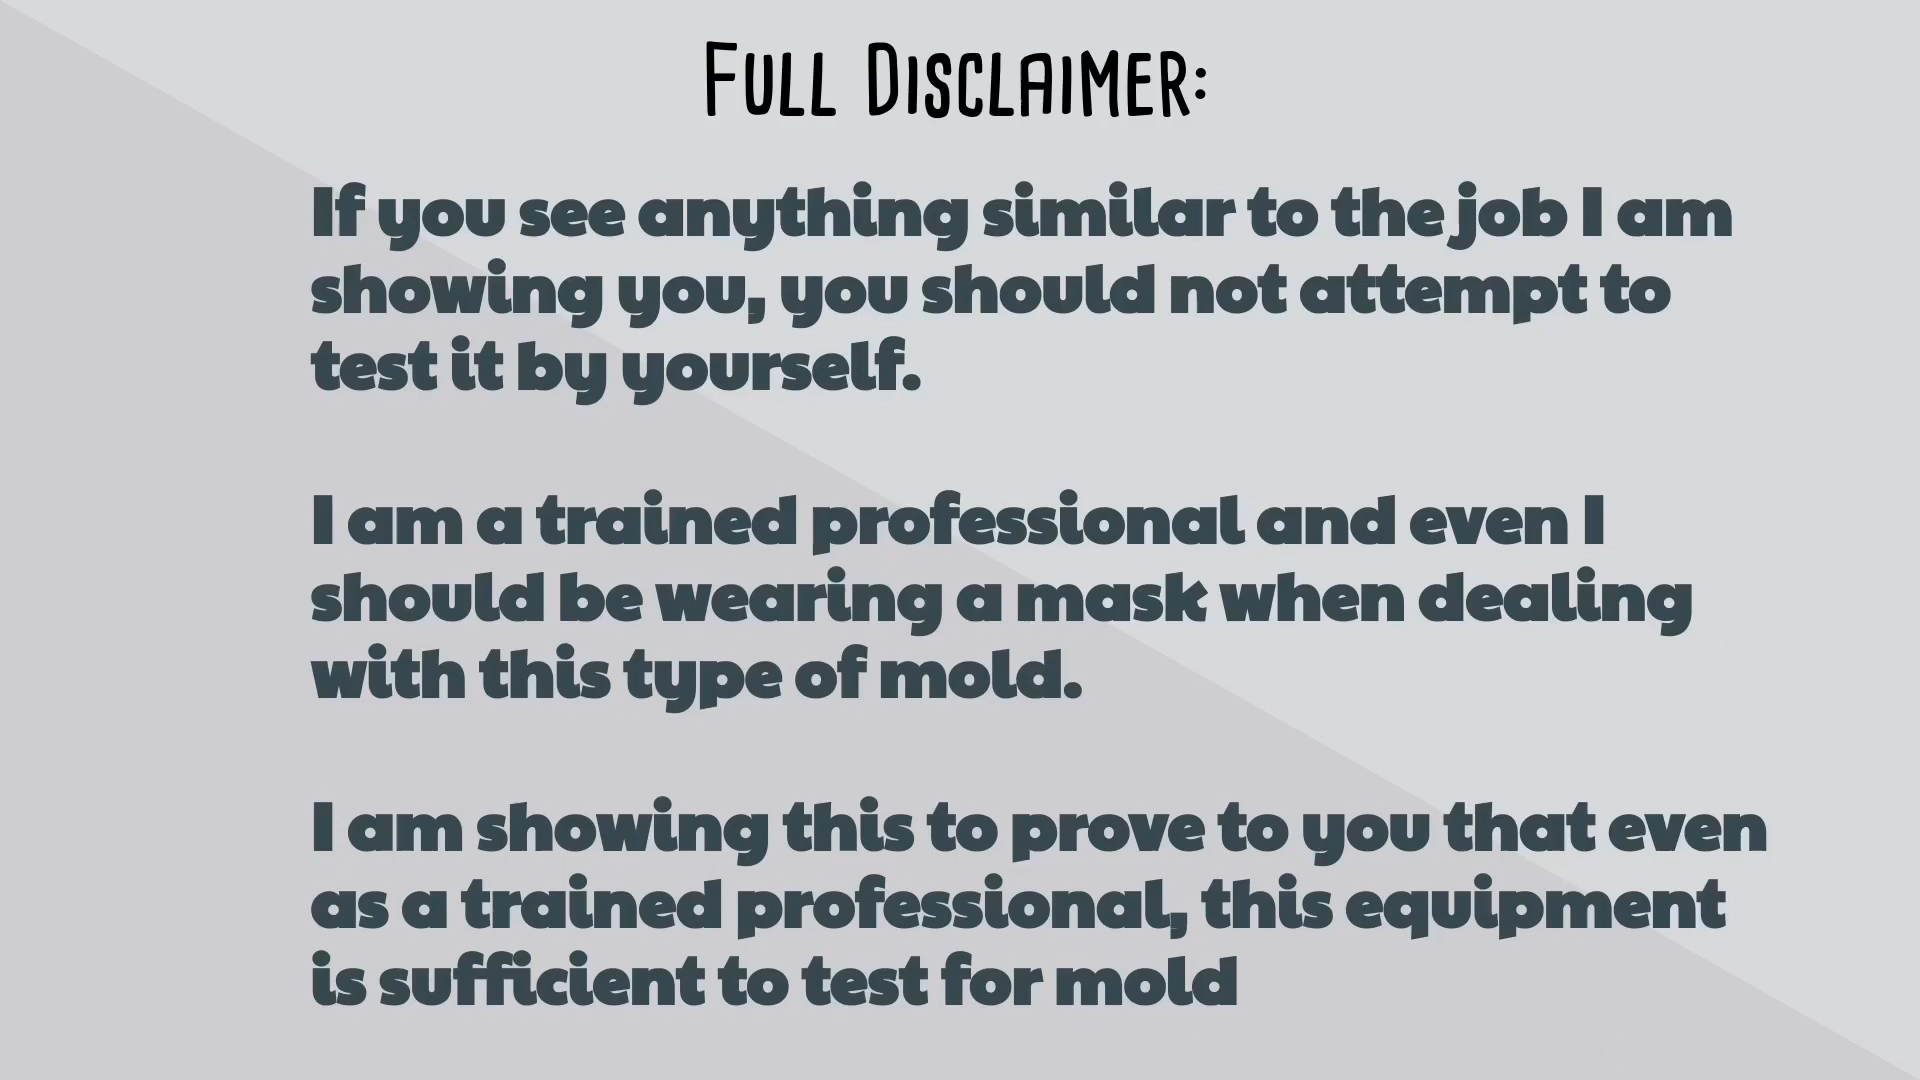 Full Disclaimer:
If you see anything similar to the job I am
showing you, you should not attempt to
test it by yourself.
I am a trained professional and even I
should be wearing a mask when dealing
with this type of mold.
I am showing this to prove to you that even
as a trained professional, this equipment
is sufficient to test for mold